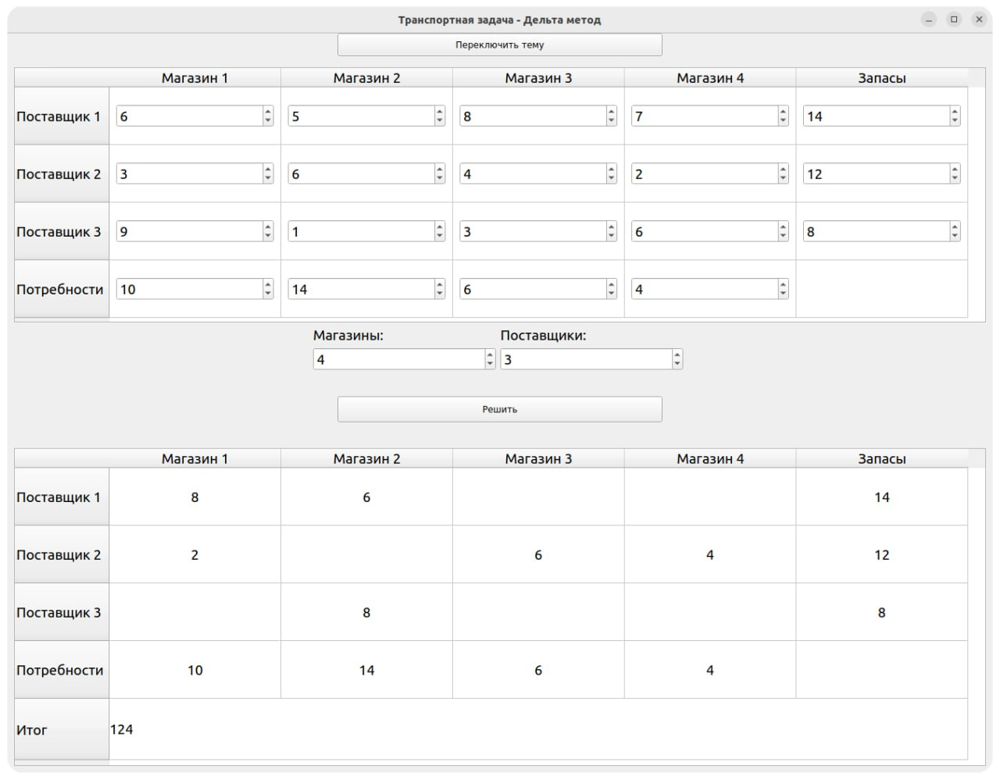 Транспортная задача - Дельта метод
Переключить тему
Магазин 1 Магазин 2 Магазин 3 Магазин 4 Запасы
Поставщик 1 6 5 8 7 14
Поставщик 2 3 6 4 2 12
Поставщик 3 9 1 3 6 8
Потребности 10 14 6 4
Магазины: Поставщики:
4 3
Решить
Магазин 1 Магазин 2 Магазин 3 Магазин 4 Запасы
Поставщик 1 8 6 14
Поставщик 2 2 6 4 12
Поставщик 3 8 8
Потребности 10 14 6 4
Итог 124